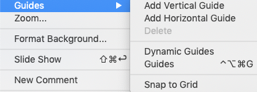 Guides
Zoom...
Format Background...
Slide Show ⇧⌘↩
New Comment
Add Vertical Guide
Add Horizontal Guide
Delete
Dynamic Guides
Guides ^⌥⌘G
Snap to Grid